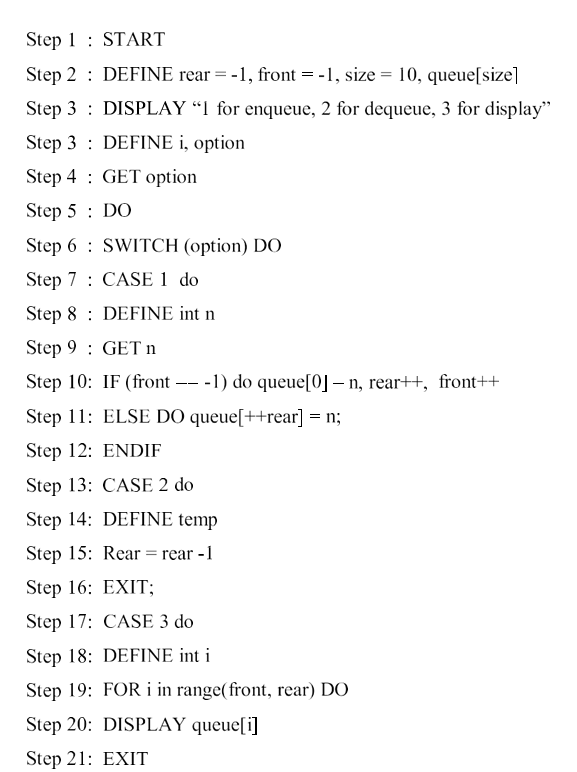 Step 1 : START
Step 2 : DEFINE rear = -1, front = -1, size = 10, queue[size]
Step 3 : DISPLAY “1 for enqueue, 2 for dequeue, 3 for display”
Step 3 : DEFINE i, option
Step 4 : GET option
Step 5 : DO
Step 6 : SWITCH (option) DO
Step 7 : CASE 1 do
Step 8 : DEFINE int n
Step 9 : GET n
Step 10: IF (front == -1) do queue[0] = n, rear++, front++
Step 11: ELSE DO queue[++rear] = n;
Step 12: ENDIF
Step 13: CASE 2 do
Step 14: DEFINE temp
Step 15: Rear = rear -1
Step 16: EXIT;
Step 17: CASE 3 do
Step 18: DEFINE int i
Step 19: FOR i in range(front, rear) DO
Step 20: DISPLAY queue[i]
Step 21: EXIT